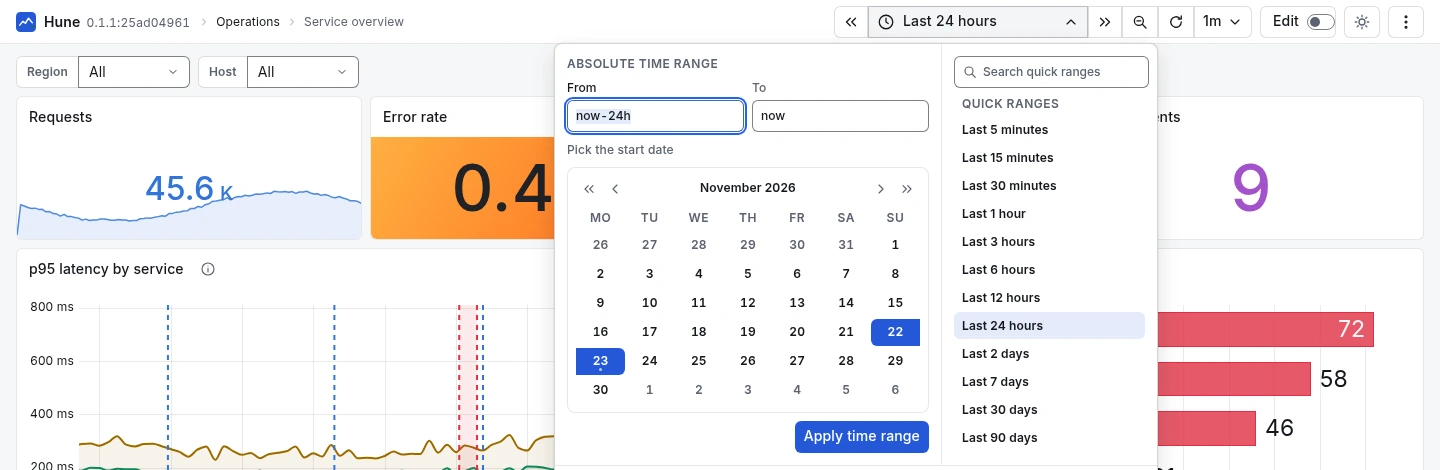 Hune 0.1.1:25ad04961 Operations Service overview Last 24 hours 1m Edit
Region All Host All
Requests
45.6 K
Error rate
0.4
ABSOLUTE TIME RANGE
From To
now-24h now
Pick the start date
November 2026
MO TU WE TH FR SA SU
26 27 28 29 30 31 1
2 3 4 5 6 7 8
9 10 11 12 13 14 15
16 17 18 19 20 21 22
23 24 25 26 27 28 29
30 1 2 3 4 5 6
Apply time range
Search quick ranges
QUICK RANGES
Last 5 minutes
Last 15 minutes
Last 30 minutes
Last 1 hour
Last 3 hours
Last 6 hours
Last 12 hours
Last 24 hours
Last 2 days
Last 7 days
Last 30 days
Last 90 days
9
p95 latency by service
800 ms
600 ms
400 ms
200 ms
72
58
46